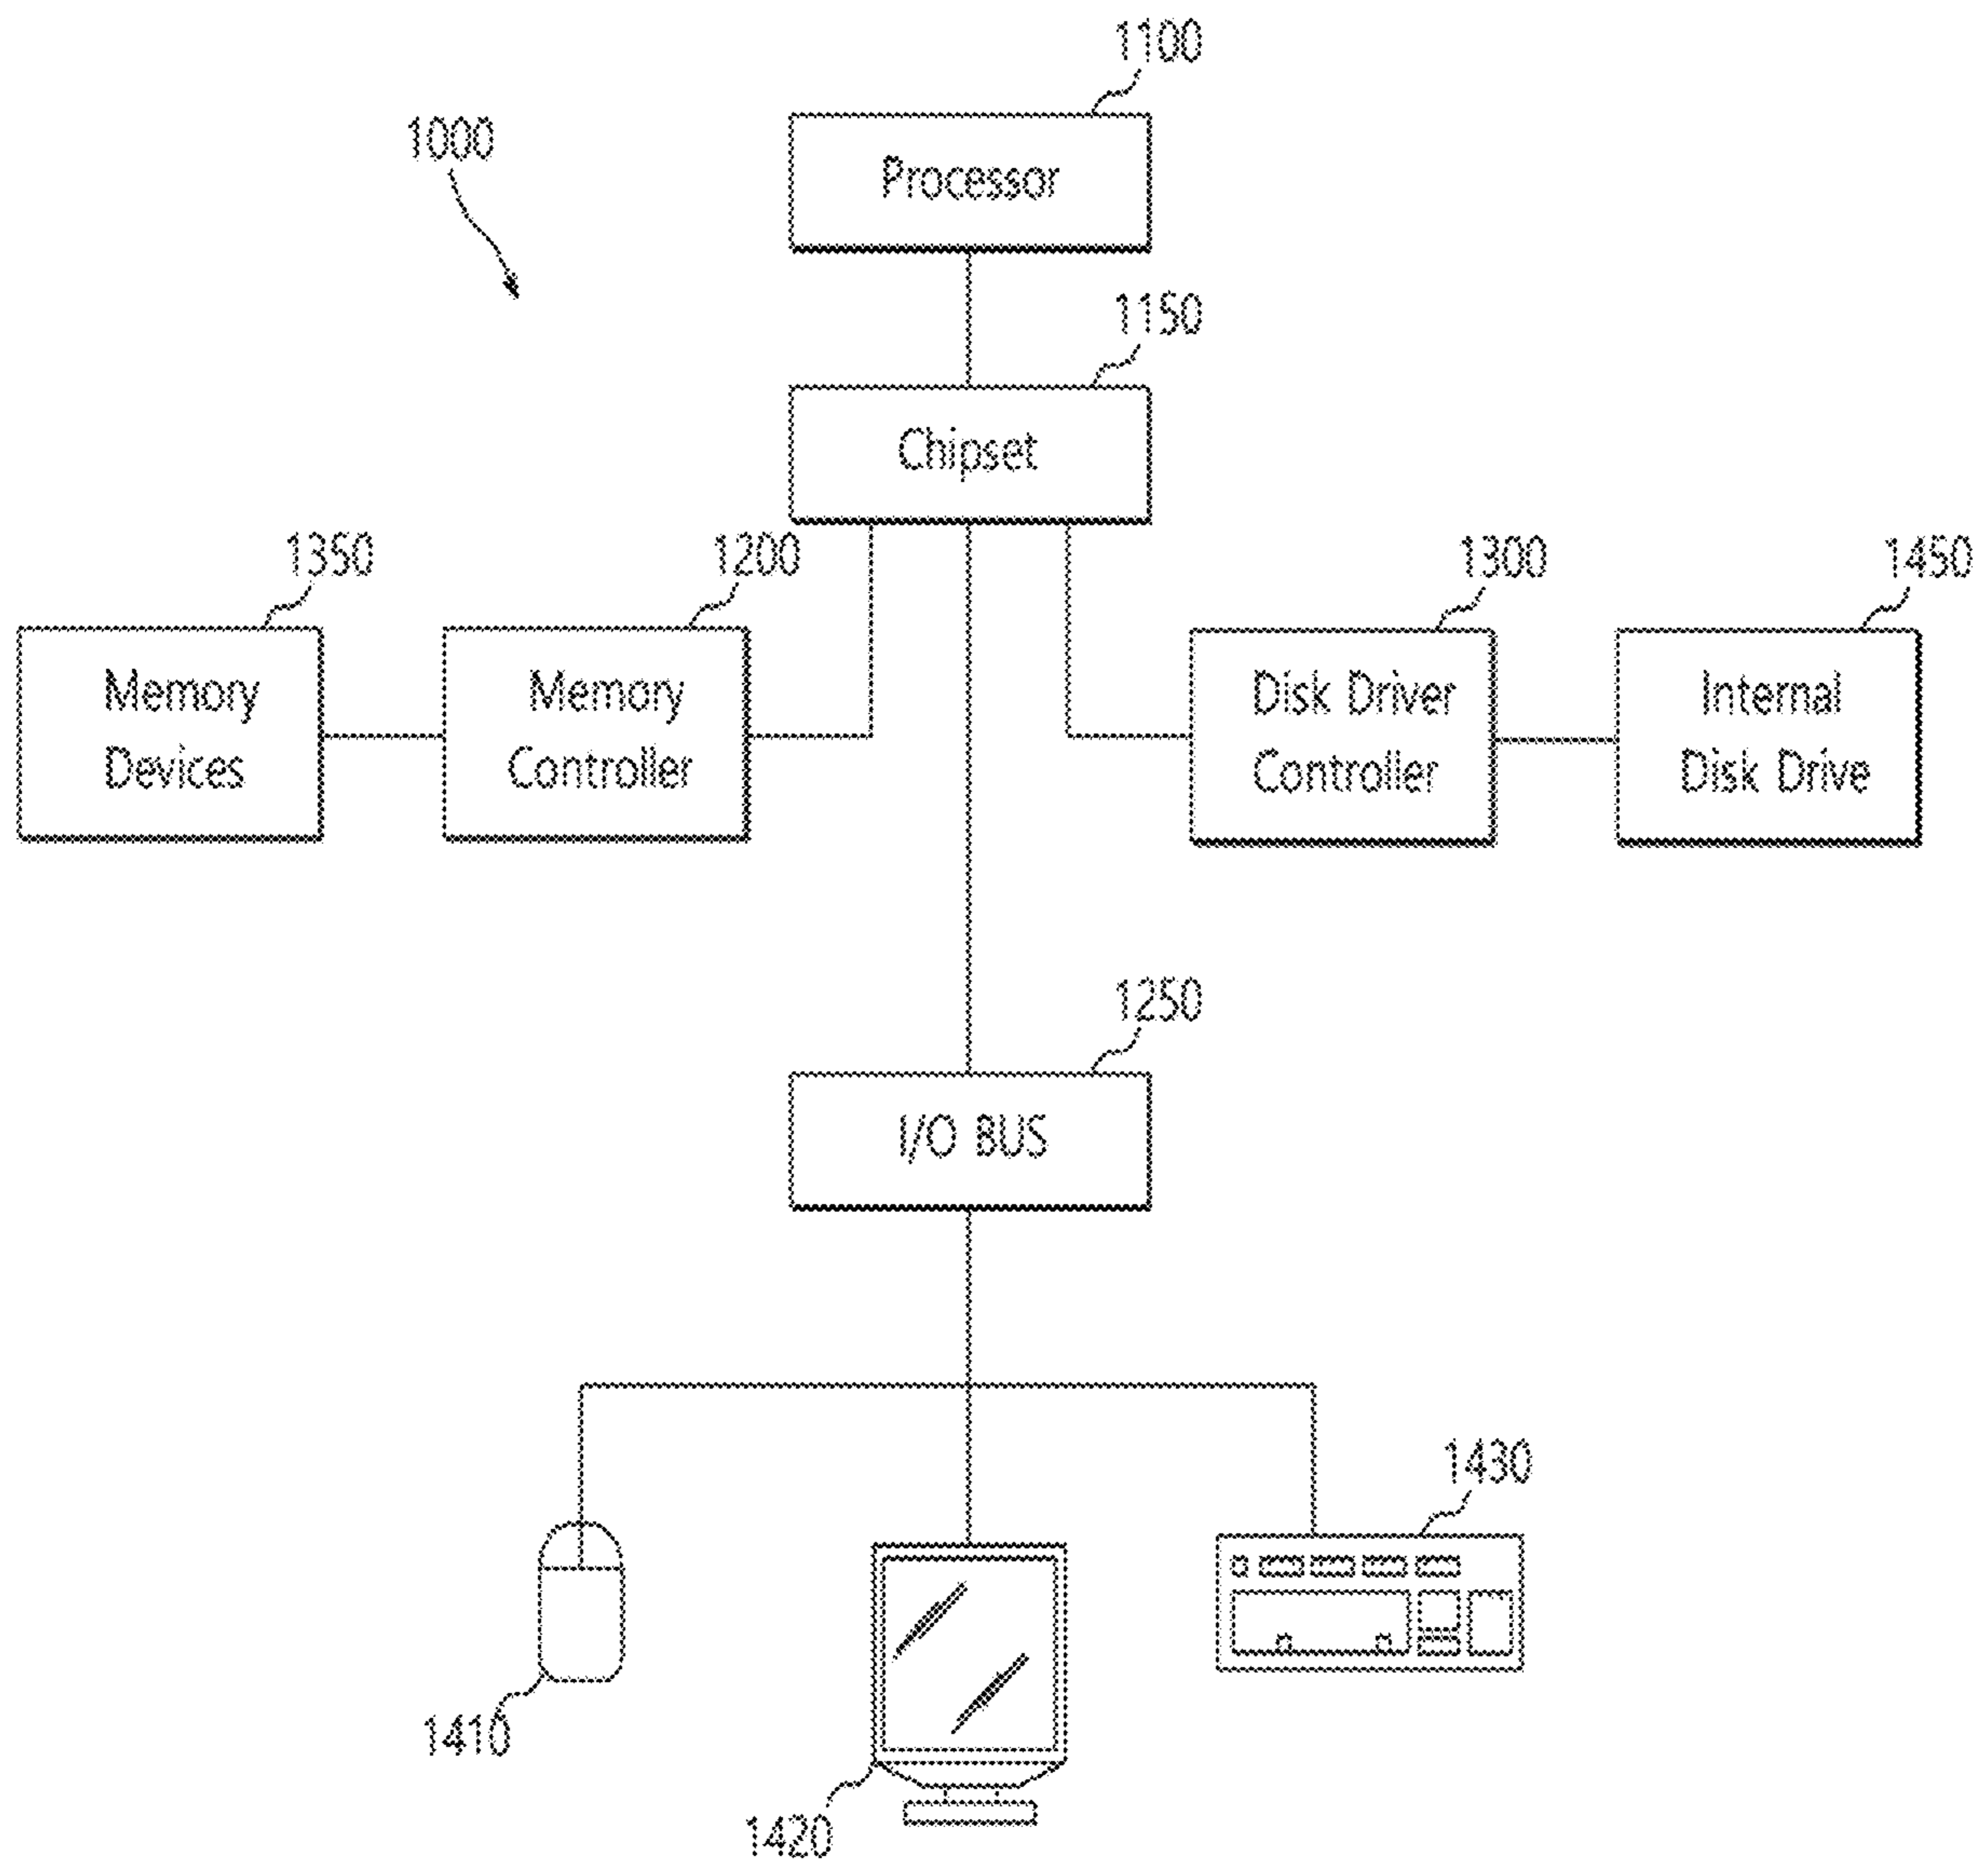 1100
1000
Processor
1150
Chipset
1350
1200
1300
1450
Memory
Devices
Memory
Controller
Disk Driver
Controller
Internal
Disk Drive
1250
I/O BUS
1430
1410
1420